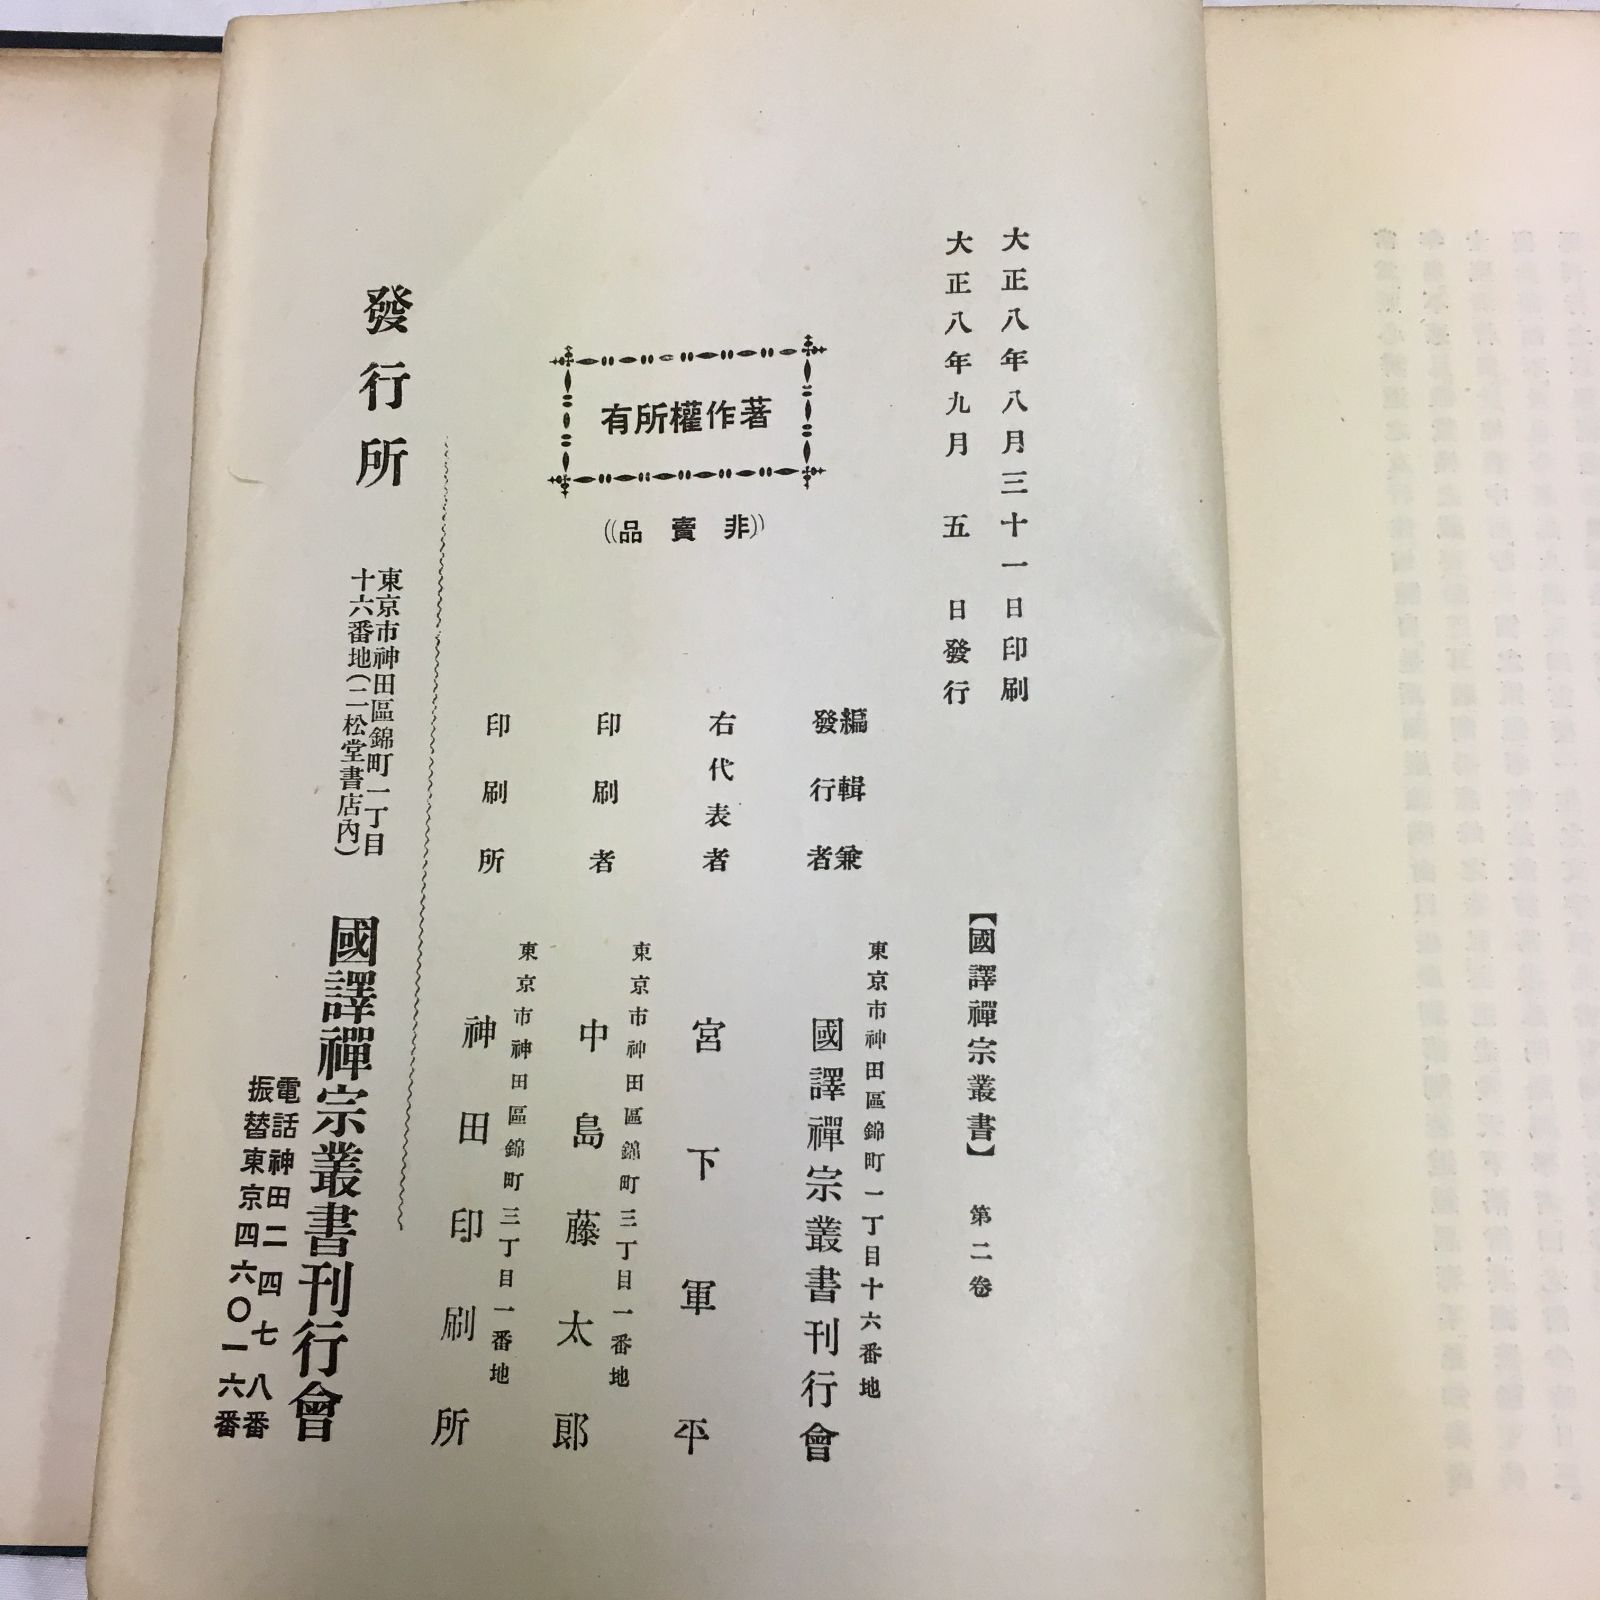 大正八年八月三十一日印刷
大正八年九月五日發行
【國譯禪宗叢書】第二卷
著作權所有
((非賣品))
編輯兼
發行者
東京市神田區錦町一丁目十六番地
國譯禪宗叢書刊行會
右代表者
宮下軍平
印刷者
東京市神田區錦町三丁目一番地
中島藤太郎
印刷所
東京市神田區錦町三丁目一番地
神田印刷所
發行所
東京市神田區錦町一丁目
十六番地(二松堂書店內)
國譯禪宗叢書刊行會
電話神田二四七八番
振替東京四六〇一六番